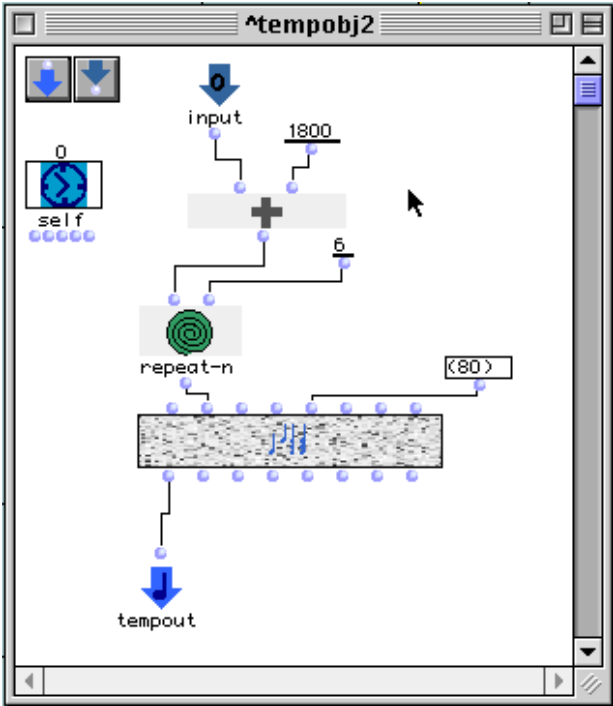 ^tempobj2
0
input
1800
0
self
6
repeat-n
(80)
tempout